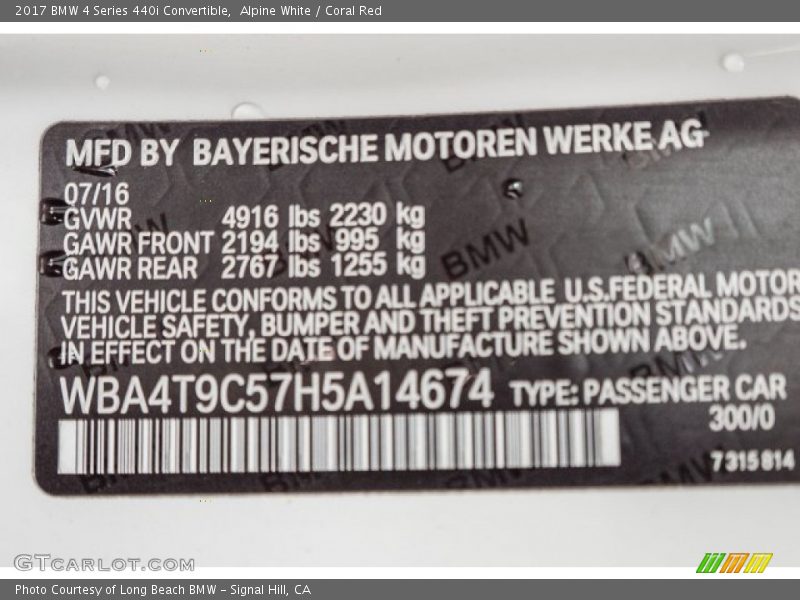 2017 BMW 4 Series 440i Convertible,  Alpine White / Coral Red
MFD BY BAYERISCHE MOTOREN WERKE AG
07/16
GVWR 4916 lbs 2230 kg
GAWR FRONT 2194 lbs 995 kg
GAWR REAR 2767 lbs 1255 kg
THIS VEHICLE CONFORMS TO ALL APPLICABLE U.S.FEDERAL MOTOR
VEHICLE SAFETY, BUMPER AND THEFT PREVENTION STANDARDS
IN EFFECT ON THE DATE OF MANUFACTURE SHOWN ABOVE.
WBA4T9C57H5A14674 TYPE: PASSENGER CAR
300/0
7315814
GTCARLOT.COM
Photo Courtesy of Long Beach BMW - Signal Hill, CA